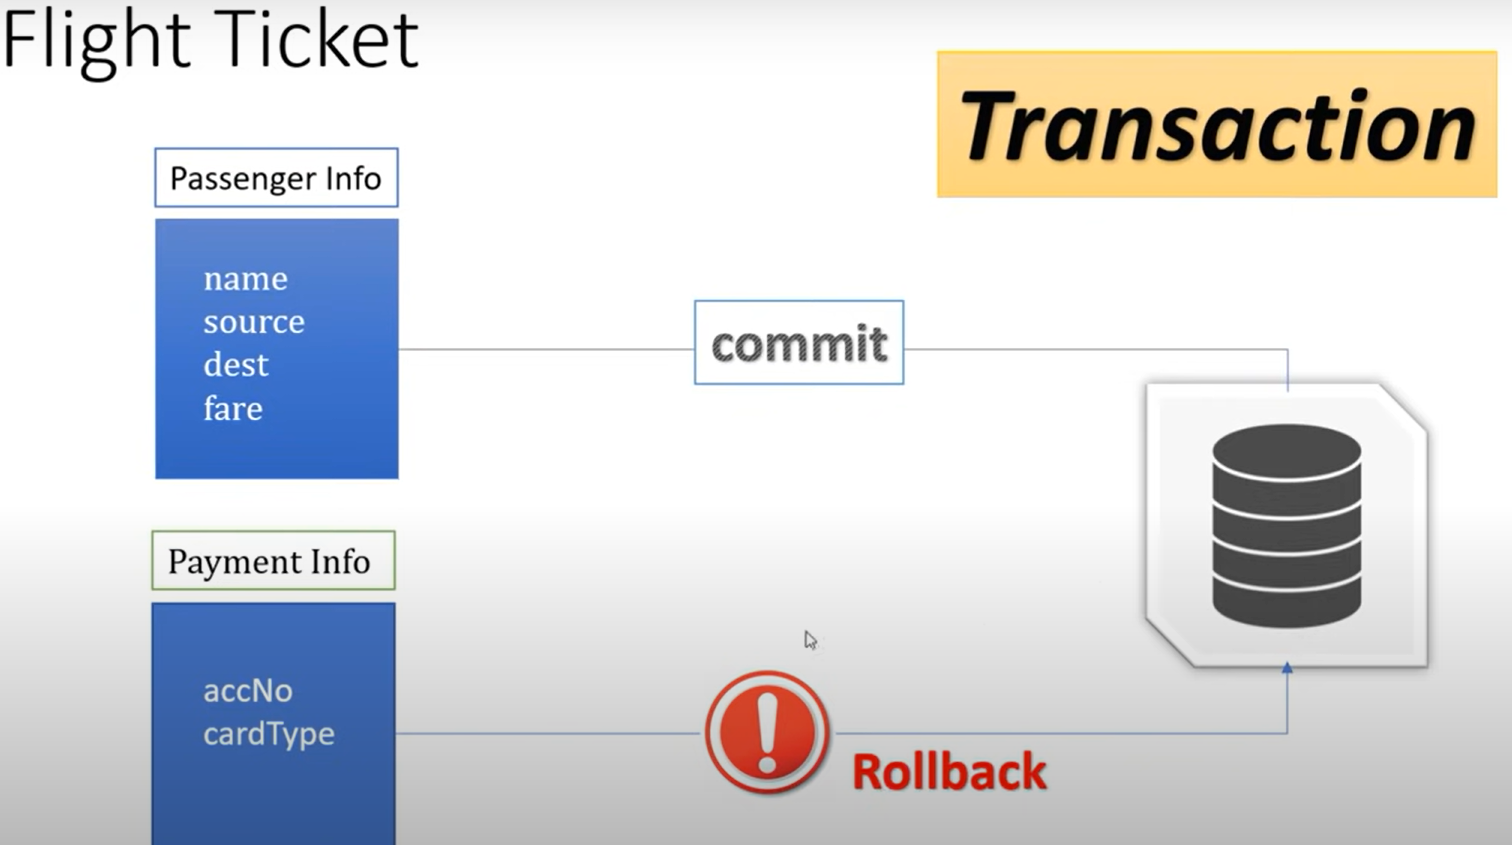 Flight Ticket
Transaction
Passenger Info
name
source
dest
fare
commit
Payment Info
accNo
cardType
Rollback